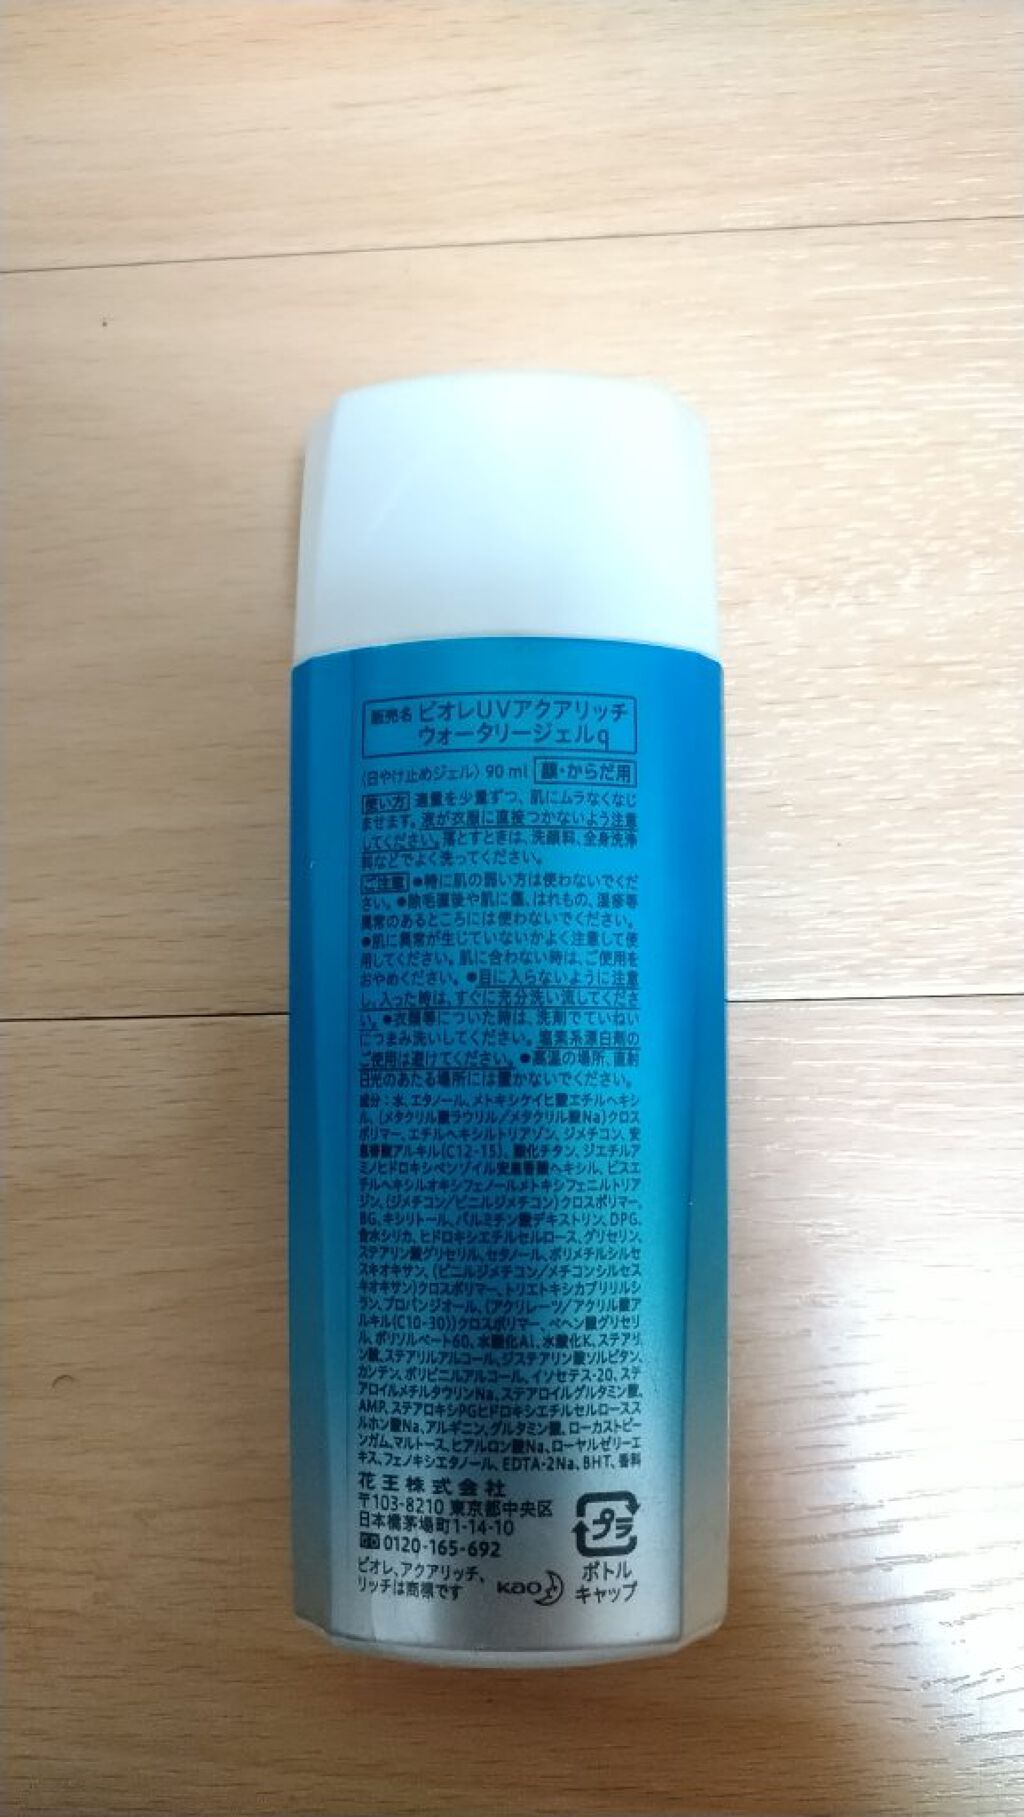 販売名 ビオレUVアクアリッチ
ウォータリージェルq
〈日やけ止めジェル〉90ml 顔・からだ用
使い方 適量を少量ずつ、肌にムラなくなじ
ませます。液が衣服に直接つかないよう注意
してください。落とすときは、洗顔料、全身洗浄
料などでよく洗ってください。
ご注意 ●特に肌の弱い方は使わないでくだ
さい。●除毛直後や肌に傷、はれもの、湿疹等
異常のあるところには使わないでください。
●肌に異常が生じていないかよく注意して使
用してください。肌に合わない時は、ご使用を
おやめください。●目に入らないように注意
し、入った時は、すぐに充分洗い流してくださ
い。●衣類等についた時は、洗剤でていねい
につまみ洗いしてください。塩素系漂白剤の
ご使用は避けてください。●高温の場所、直射
日光のあたる場所には置かないでください。
成分：水、エタノール、メトキシケイヒ酸エチルヘキシ
ル、(メタクリル酸ラウリル/メタクリル酸Na)クロス
ポリマー、エチルヘキシルトリアゾン、ジメチコン、安
息香酸アルキル(C12-15)、酸化チタン、ジエチルア
ミノヒドロキシベンゾイル安息香酸ヘキシル、ビスエ
チルヘキシルオキシフェノールメトキシフェニルトリア
ジン、(ジメチコン/ビニルジメチコン)クロスポリマー、
BG、キシリトール、パルミチン酸デキストリン、DPG、
含水シリカ、ヒドロキシエチルセルロース、グリセリン、
ステアリン酸グリセリル、セタノール、ポリメチルシルセ
スキオキサン、(ビニルジメチコン/メチコンシルセス
キオキサン)クロスポリマー、トリエトキシカプリリルシ
ラン、プロパンジオール、(アクリレーツ/アクリル酸ア
ルキル(C10-30))クロスポリマー、ベヘン酸グリセリ
ル、ポリソルベート60、水酸化Al、水酸化K、ステアリ
ン酸、ステアリルアルコール、ジステアリン酸ソルビタン、
カンテン、ポリビニルアルコール、イソセテス-20、ステ
アロイルメチルタウリンNa、ステアロイルグルタミン酸、
AMP、ステアロキシPGヒドロキシエチルセルローススルス
ルホン酸Na、アルギニン、グルタミン酸、ローカストビー
ンガム、マルトース、ヒアルロン酸Na、ローヤルゼリーエ
キス、フェノキシエタノール、EDTA-2Na、BHT、香料
花王株式会社
〒103-8210 東京都中央区
日本橋茅場町1-14-10
0120-165-692
ビオレ、アクアリッチ、
リッチは商標です
kao
プラ
ボトル
キャップ